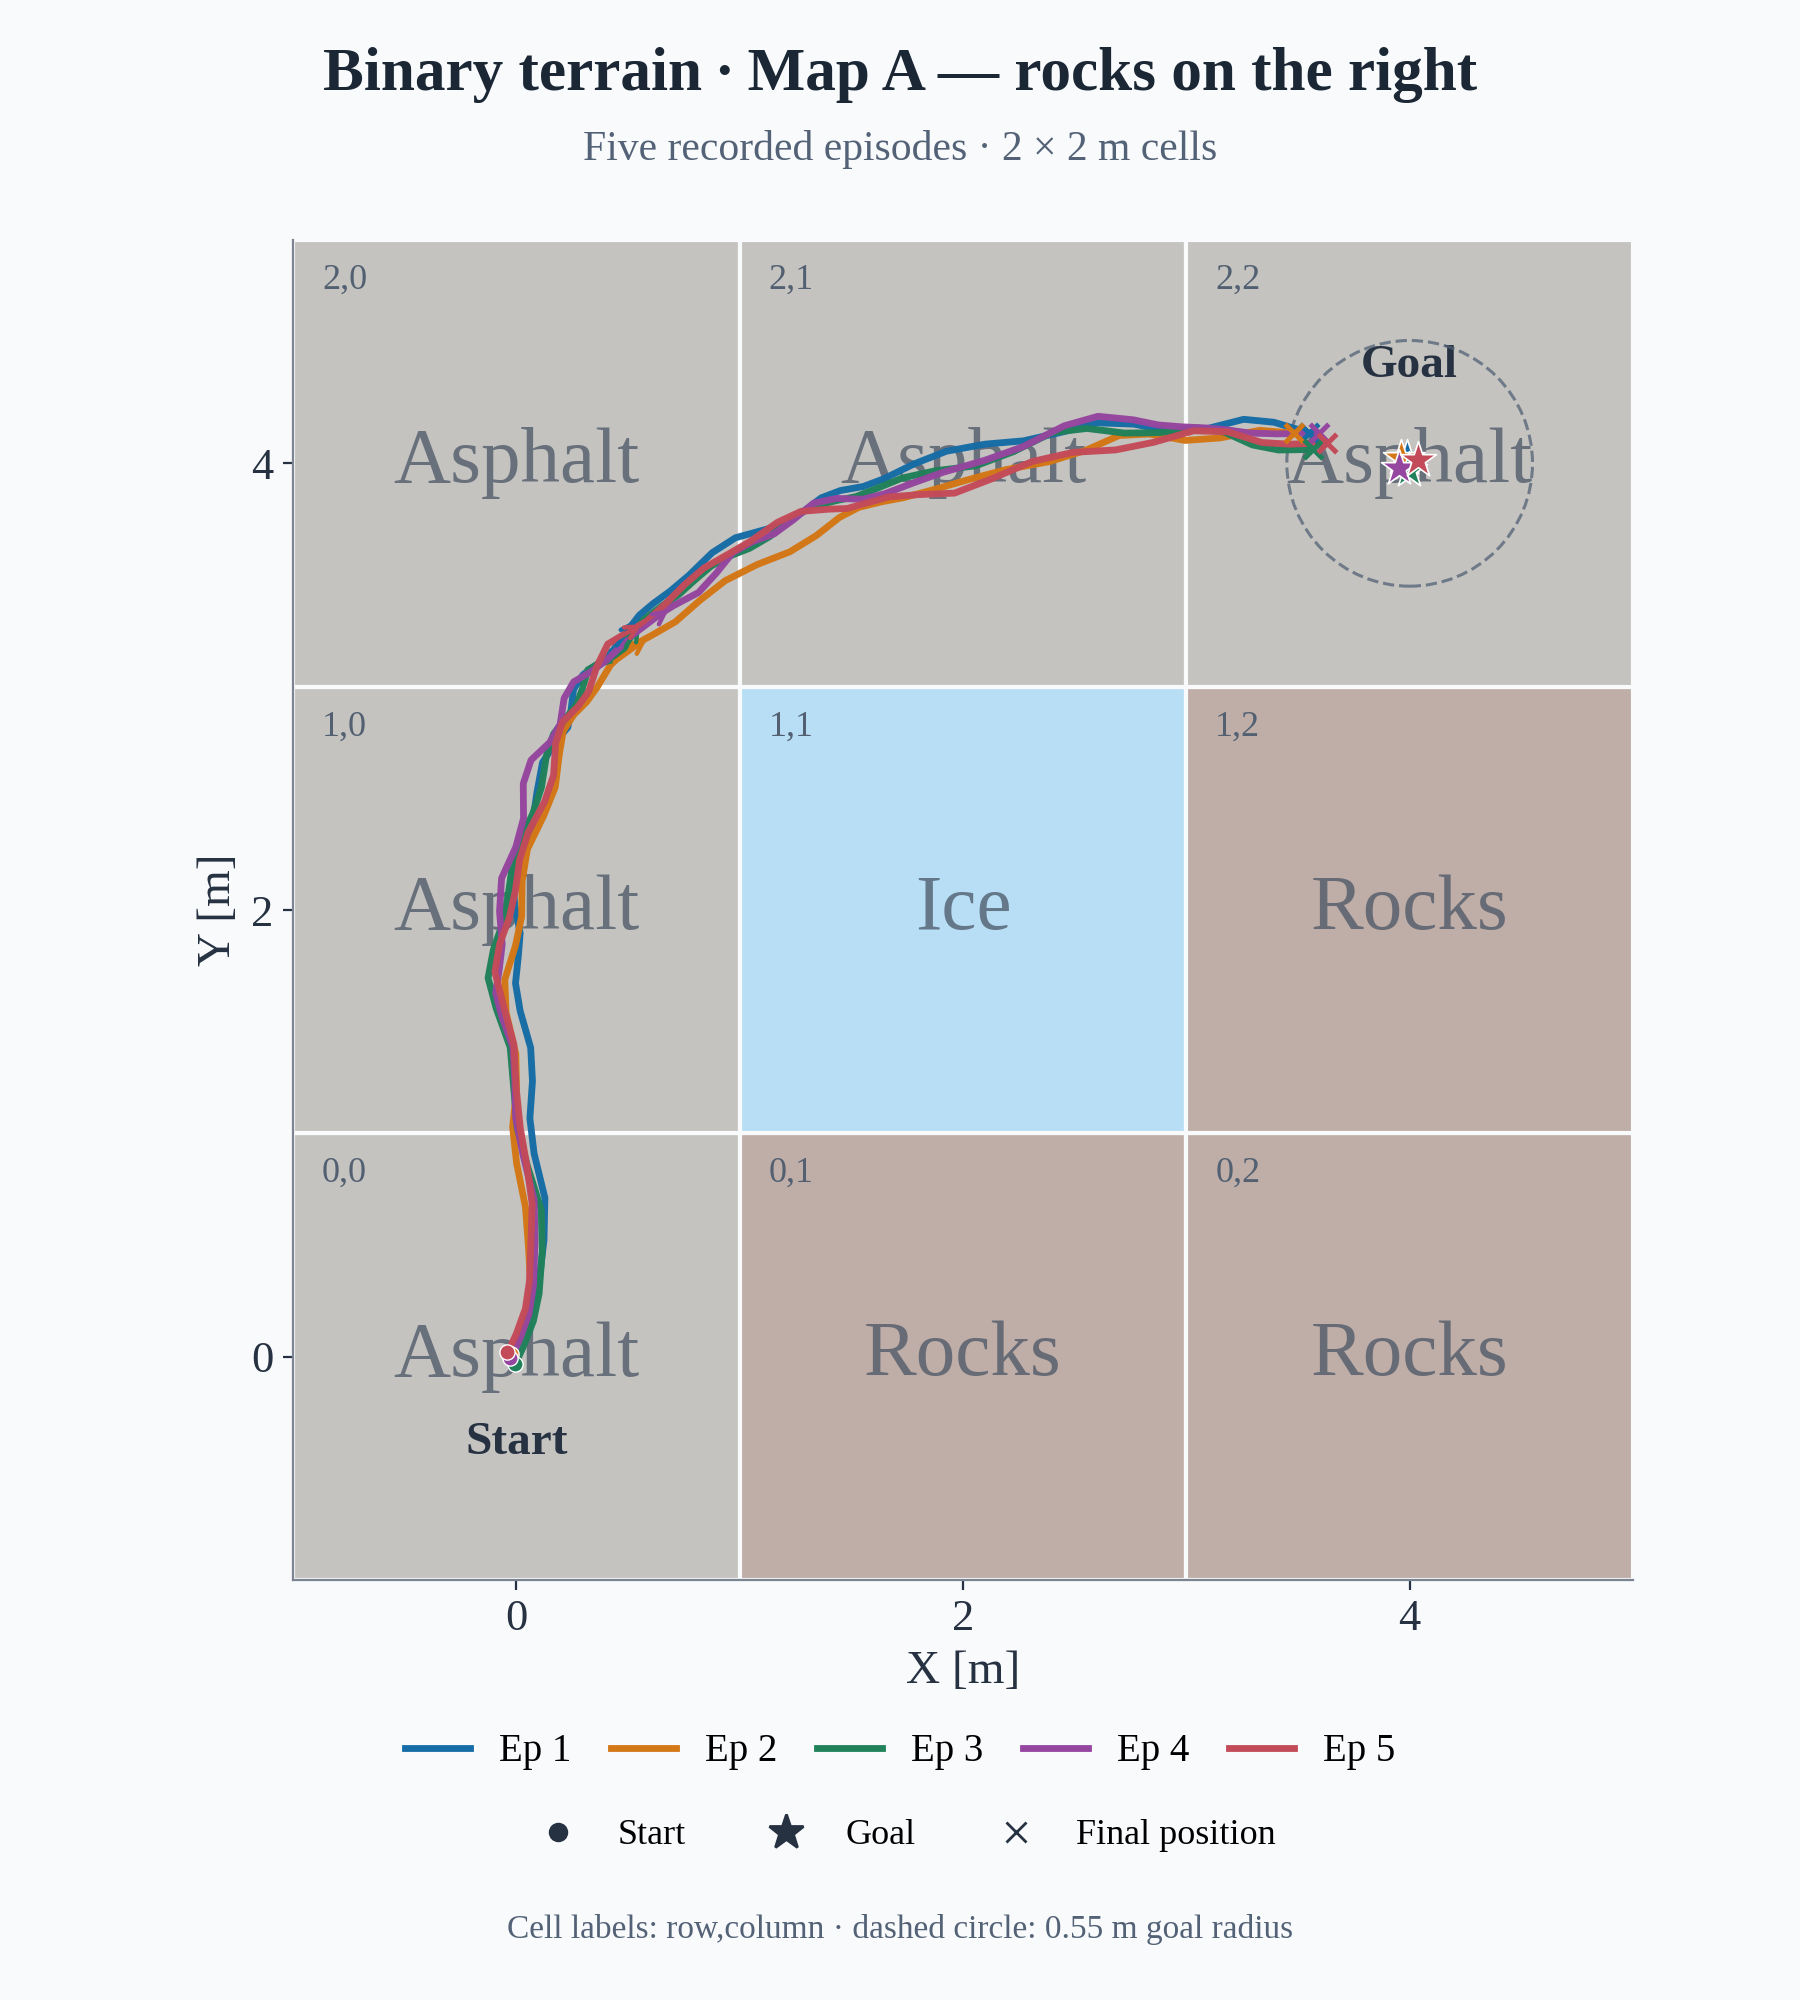 Binary terrain · Map A — rocks on the right
Five recorded episodes · 2 × 2 m cells
2,0
2,1
2,2
Goal
Asphalt
Asphalt
Asphalt
4
1,0
1,1
1,2
Asphalt
Ice
Rocks
2
Y [m]
0,0
0,1
0,2
Asphalt
Rocks
Rocks
0
Start
0
2
4
X [m]
Ep 1 Ep 2 Ep 3 Ep 4 Ep 5
Start Goal Final position
Cell labels: row,column · dashed circle: 0.55 m goal radius